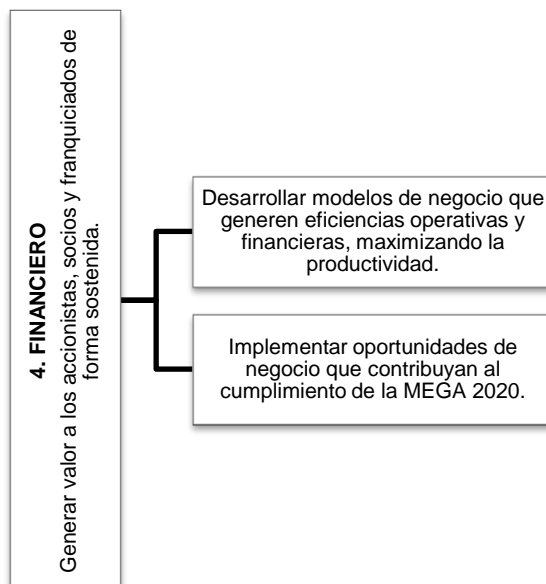 4. FINANCIERO
Generar valor a los accionistas, socios y franquiciados de
forma sostenida.
Desarrollar modelos de negocio que
generen eficiencias operativas y
financieras, maximizando la
productividad.
Implementar oportunidades de
negocio que contribuyan al
cumplimiento de la MEGA 2020.